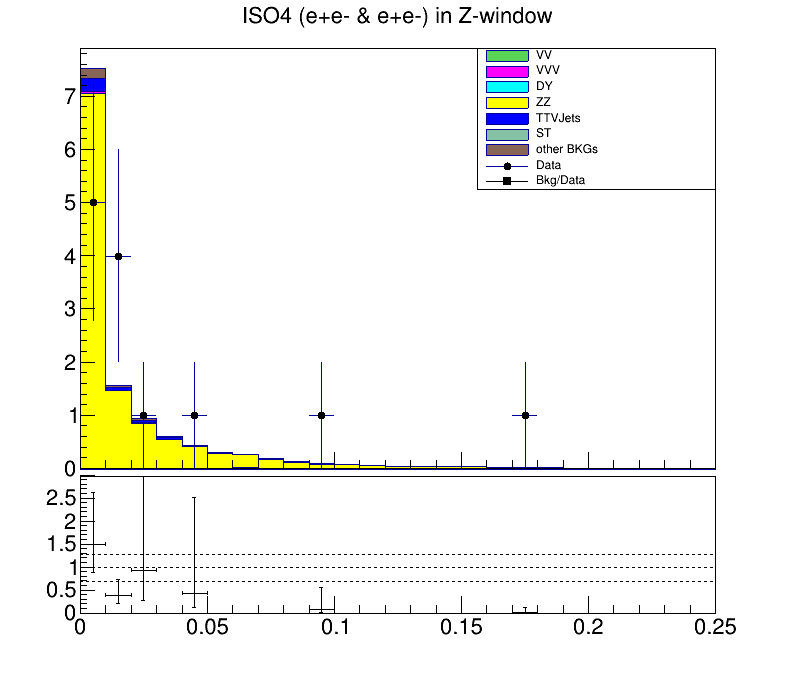 ISO4 (e+e- & e+e-) in Z-window
VV
VVV
DY
ZZ
TTVJets
ST
other BKGs
Data
Bkg/Data
7
6
5
4
3
2
1
0
2.5
2
1.5
1
0.5
0
0 0.05 0.1 0.15 0.2 0.25